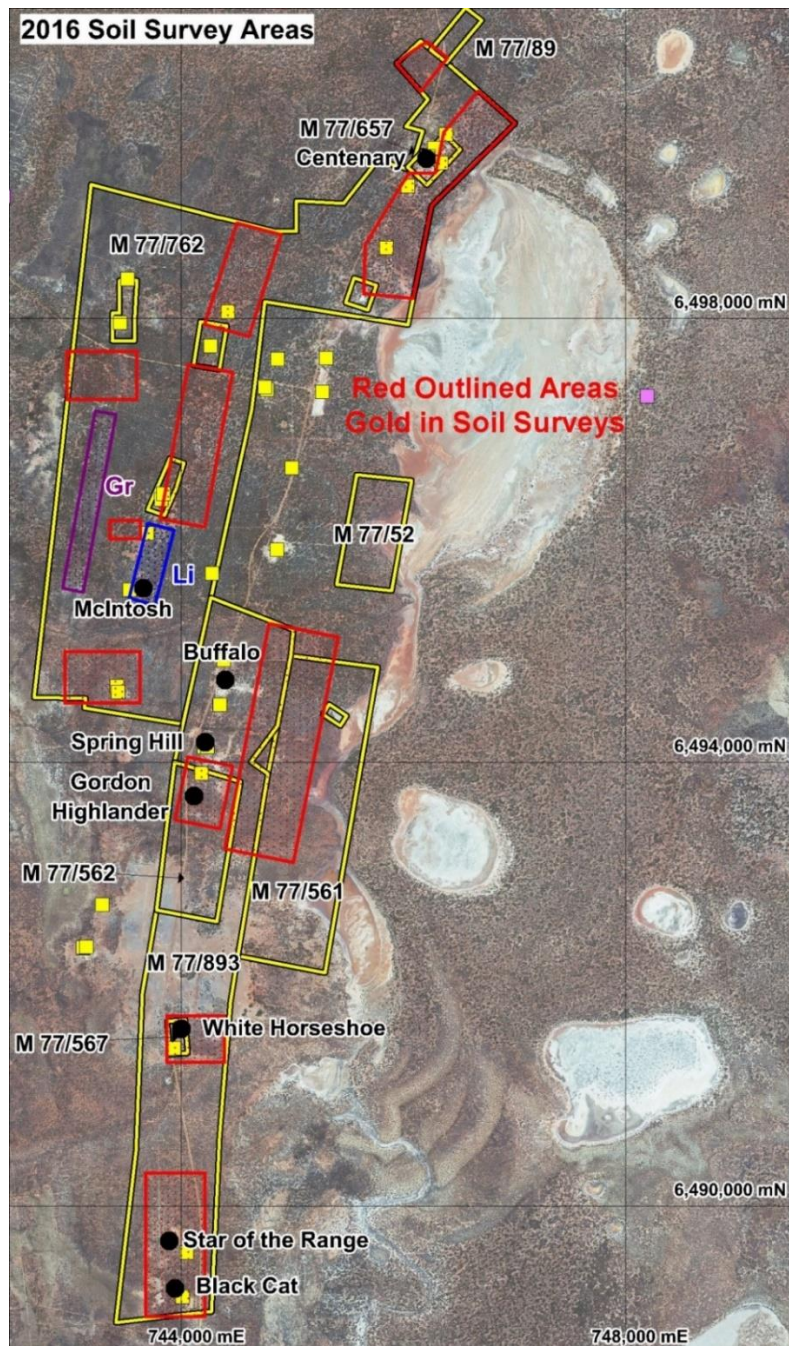 2016 Soil Survey Areas
M 77/89
M 77/657
Centenary
M 77/762
6,498,000 mN
Red Outlined Areas
Gold in Soil Surveys
Gr
M 77/52
Li
McIntosh
Buffalo
Spring Hill
6,494,000 mN
Gordon
Highlander
M 77/562
M 77/561
M 77/893
White Horseshoe
M 77/567
6,490,000 mN
Star of the Range
Black Cat
744,000 mE
748,000 mE